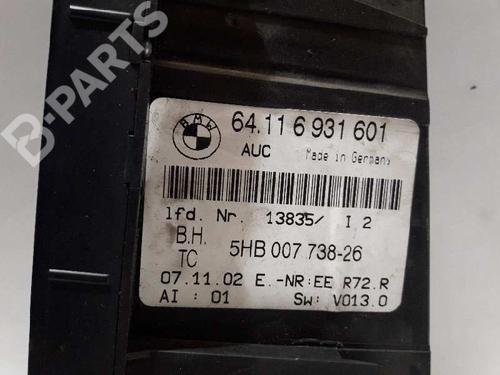 B-PARTS
BMW
64.11 6 931 601
AUC Made in Germany
lfd. Nr. 13835/ I 2
B.H.
TC 5HB 007 738-26
07.11.02 E.-NR:EE R72.R
AI : 01 Sw: V013.0